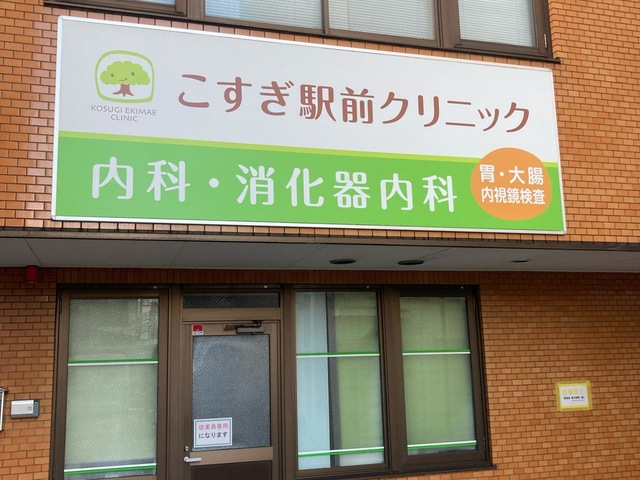 こすぎ駅前クリニック
KOSUGI EKIMAE
CLINIC
内科・消化器内科
胃・大腸
内視鏡検査
従業員専用
になります